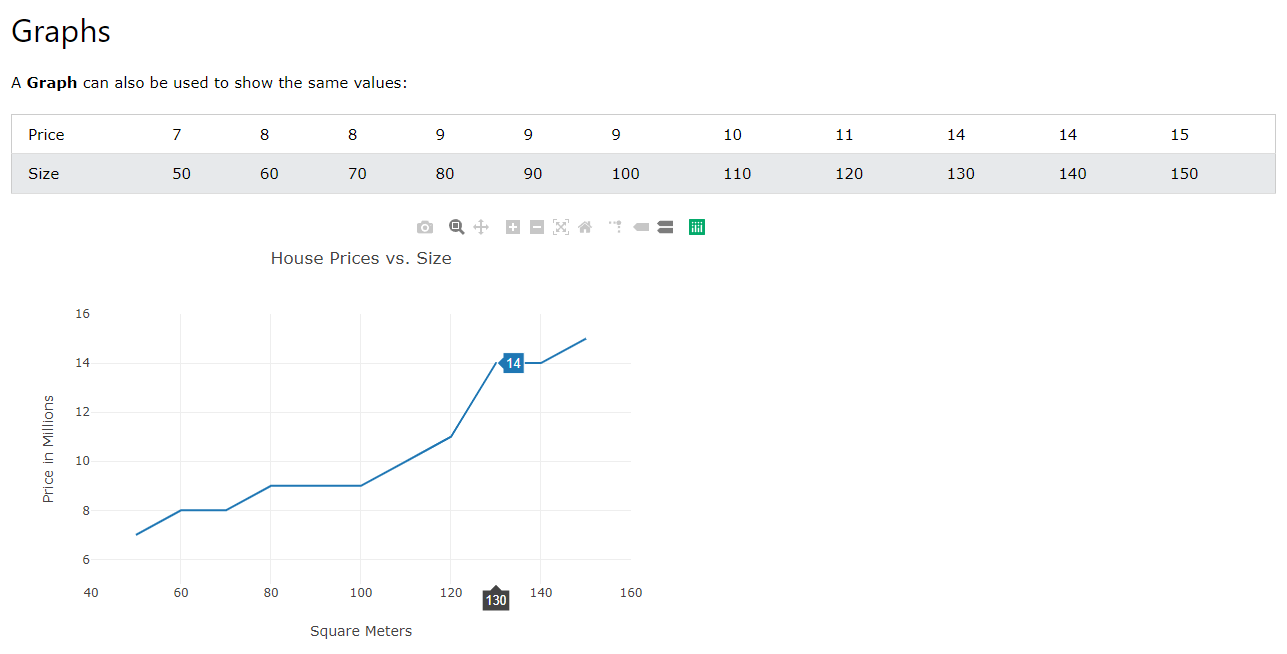 Graphs
A Graph can also be used to show the same values:
Price 7 8 8 9 9 9 10 11 14 14 15
Size 50 60 70 80 90 100 110 120 130 140 150
House Prices vs. Size
16
14
14
12
10
8
6
Price in Millions
40 60 80 100 120 140 160
130
Square Meters